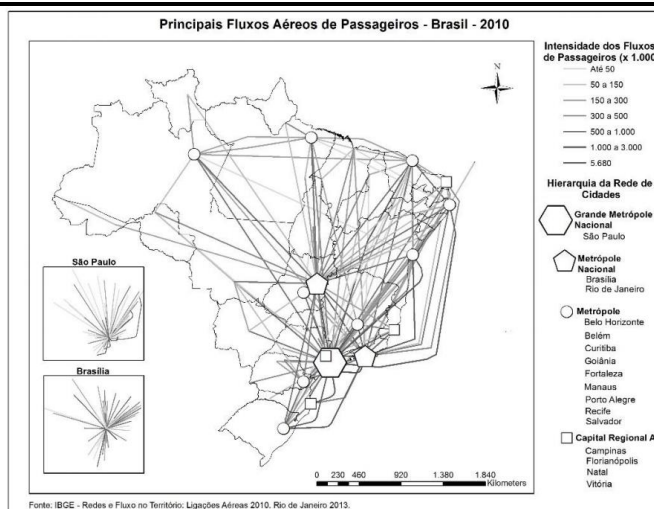 Principais Fluxos Aéreos de Passageiros - Brasil - 2010
N
Intensidade dos Fluxos
de Passageiros (x 1.000)
Até 50
50 a 150
150 a 300
300 a 500
500 a 1.000
1.000 a 3.000
5.680
Hierarquia da Rede de
Cidades
Grande Metrópole
Nacional
São Paulo
Metrópole
Nacional
Brasília
Rio de Janeiro
Metrópole
Belo Horizonte
Belém
Curitiba
Goiânia
Fortaleza
Manaus
Porto Alegre
Recife
Salvador
Capital Regional A
Campinas
Florianópolis
Natal
Vitória
São Paulo
Brasília
0 230 460 920 1.380 1.840
Kilometers
Fonte: IBGE - Redes e Fluxo no Território: Ligações Aéreas 2010. Rio de Janeiro 2013.